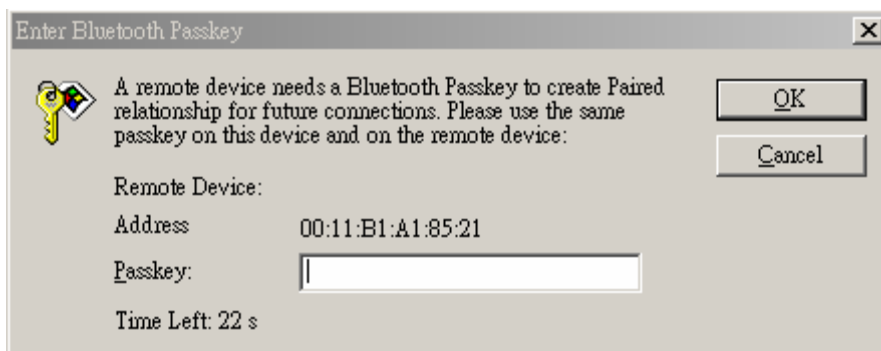 Enter Bluetooth Passkey
A remote device needs a Bluetooth Passkey to create Paired
relationship for future connections. Please use the same
passkey on this device and on the remote device:
OK
Cancel
Remote Device:
Address 00:11:B1:A1:85:21
Passkey:
Time Left: 22 s